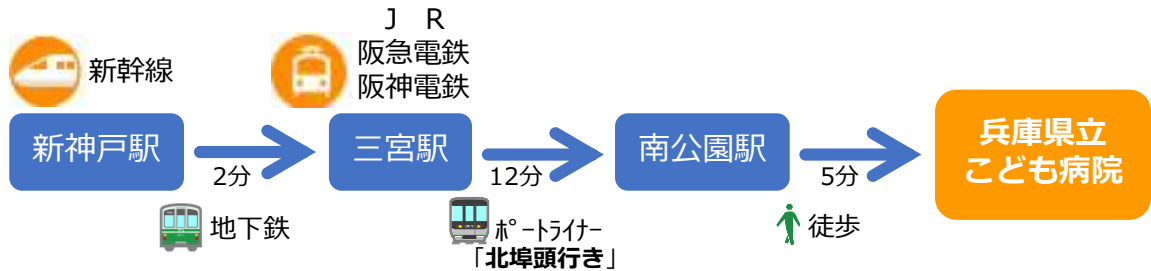 新幹線
J R
阪急電鉄
阪神電鉄
新神戸駅
2分
地下鉄
三宮駅
12分
ﾎﾟｰﾄﾗｲﾅｰ
「北埠頭行き」
南公園駅
5分
徒歩
兵庫県立
こども病院